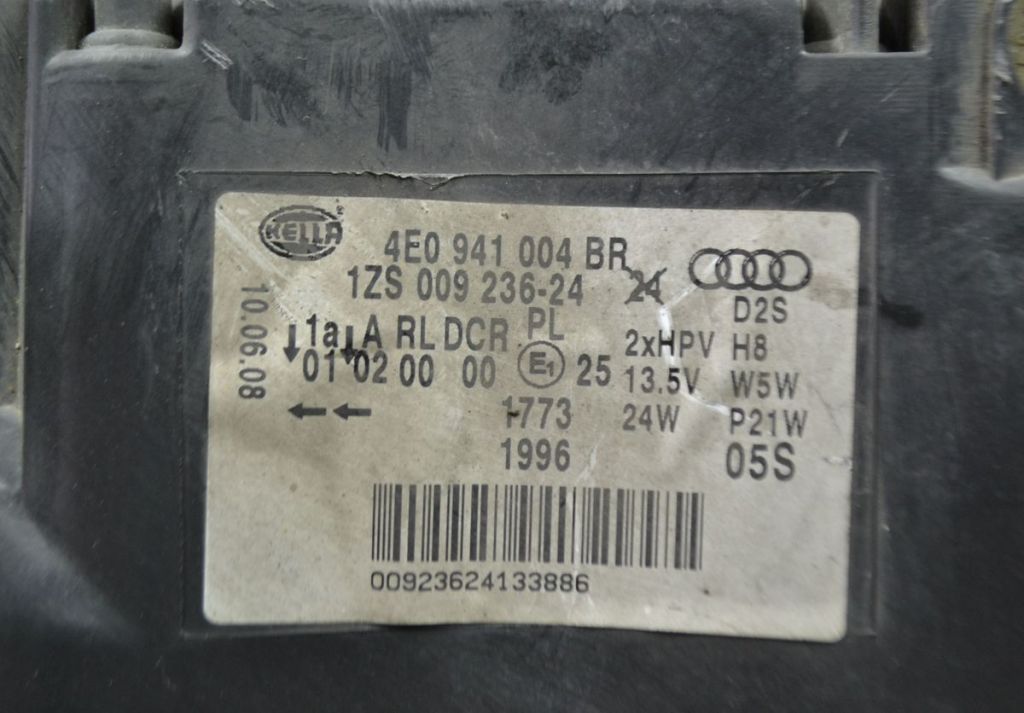 HELLA
4E0 941 004 BR
1ZS 009 236-24 24
D2S
1a A RL DCR PL
2xHPV H8
01 02 00 00 E1 25
13.5V W5W
1773 24W P21W
1996 05S
10.06.08
00923624133886